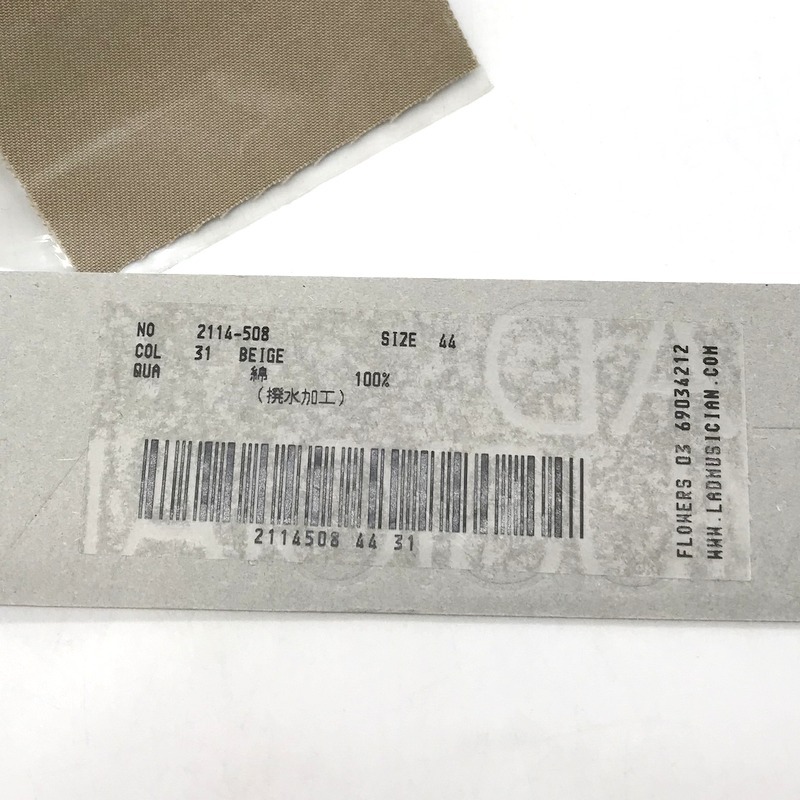 NO 2114-508 SIZE 44
COL 31 BEIGE
QUA 綿 100%
(撥水加工)
2114508 44 31
FLOWERS 03 69034212
WWW.LADMUSICIAN.COM